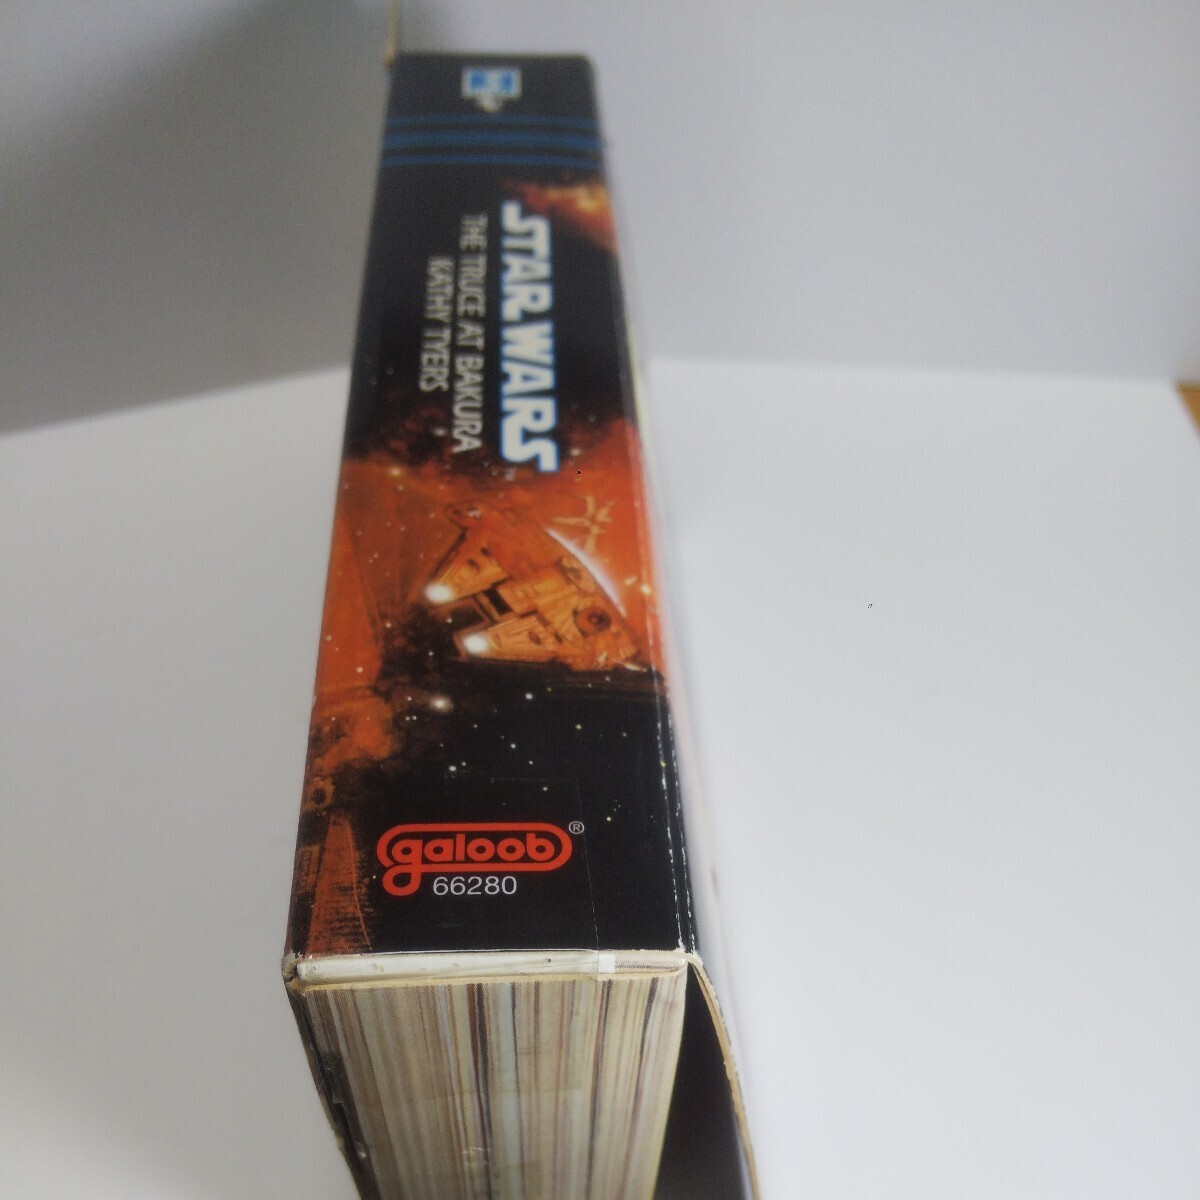 STAR WARS
THE TRUCE AT BAKURA
KATHY TYERS
galoob®
66280